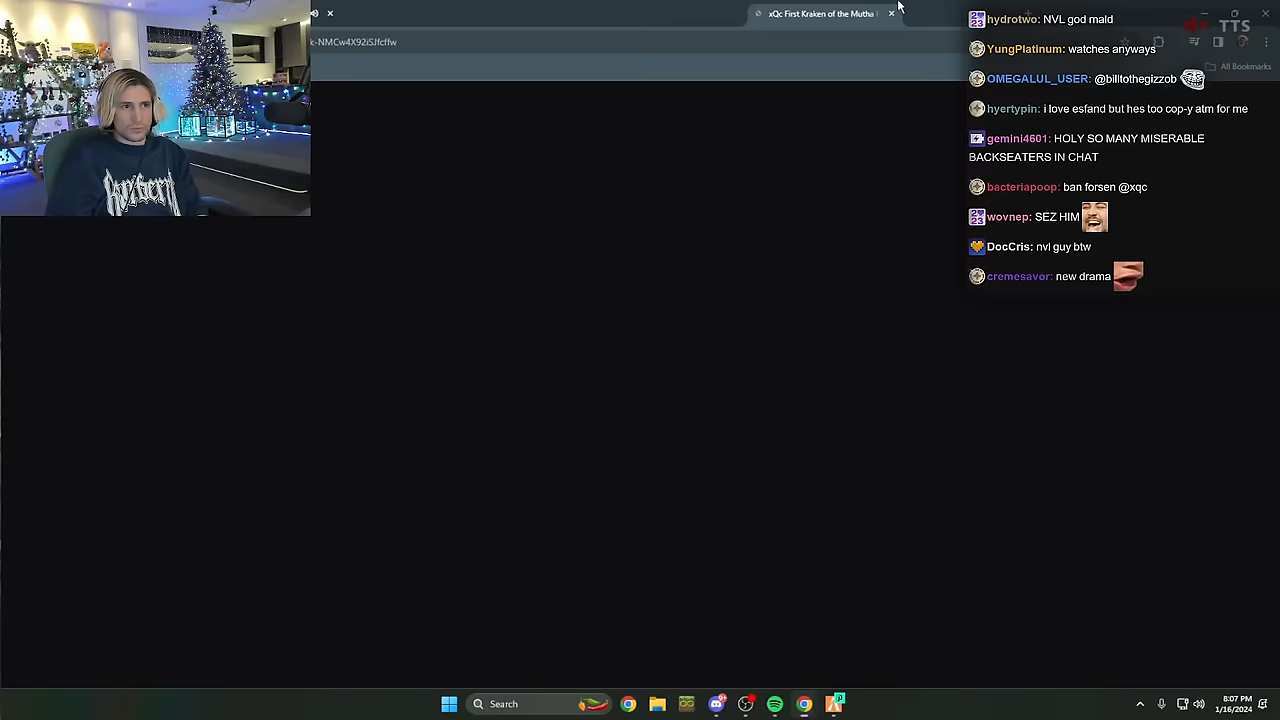 xQc First Kraken of the Mutha
k-NMCw4X92iSJfcffw
All Bookmarks
TTS
hydrotwo: NVL god mald
YungPlatinum: watches anyways
OMEGALUL_USER: @billtothegizzob
hyertypin: i love esfand but hes too cop-y atm for me
gemini4601: HOLY SO MANY MISERABLE
BACKSEATERS IN CHAT
bacteriapoop: ban forsen @xqc
wovnep: SEZ HIM
DocCris: nvl guy btw
cremesavor: new drama
Search
8:07 PM
1/16/2024